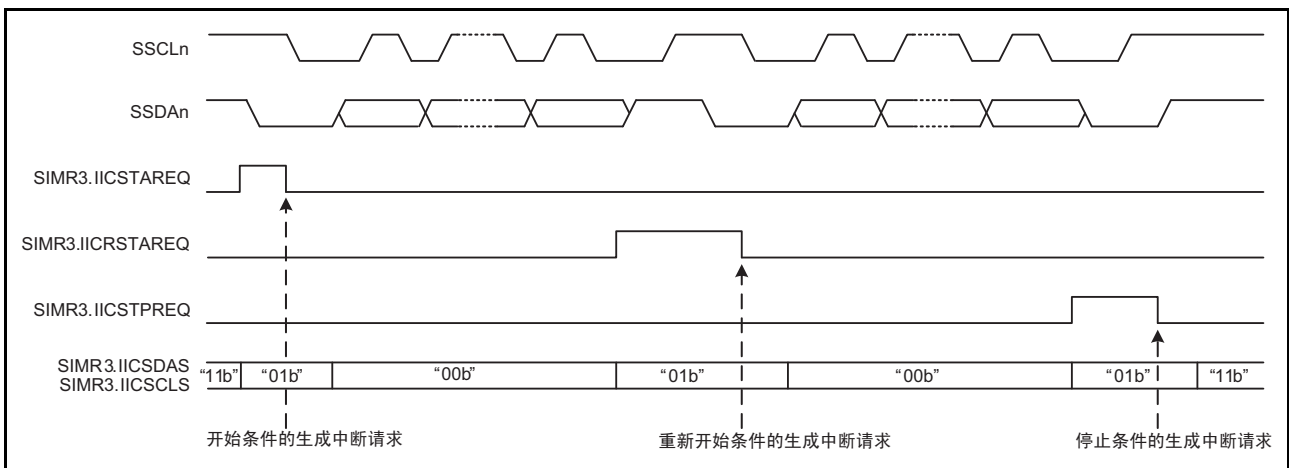 SSCLn
SSDAn
SIMR3.IICSTAREQ
SIMR3.IICRSTAREQ
SIMR3.IICSTPREQ
SIMR3.IICSDAS
SIMR3.IICSCLS
“11b” “01b” “00b” “01b” “00b” “01b” “11b”
开始条件的生成中断请求 重新开始条件的生成中断请求 停止条件的生成中断请求